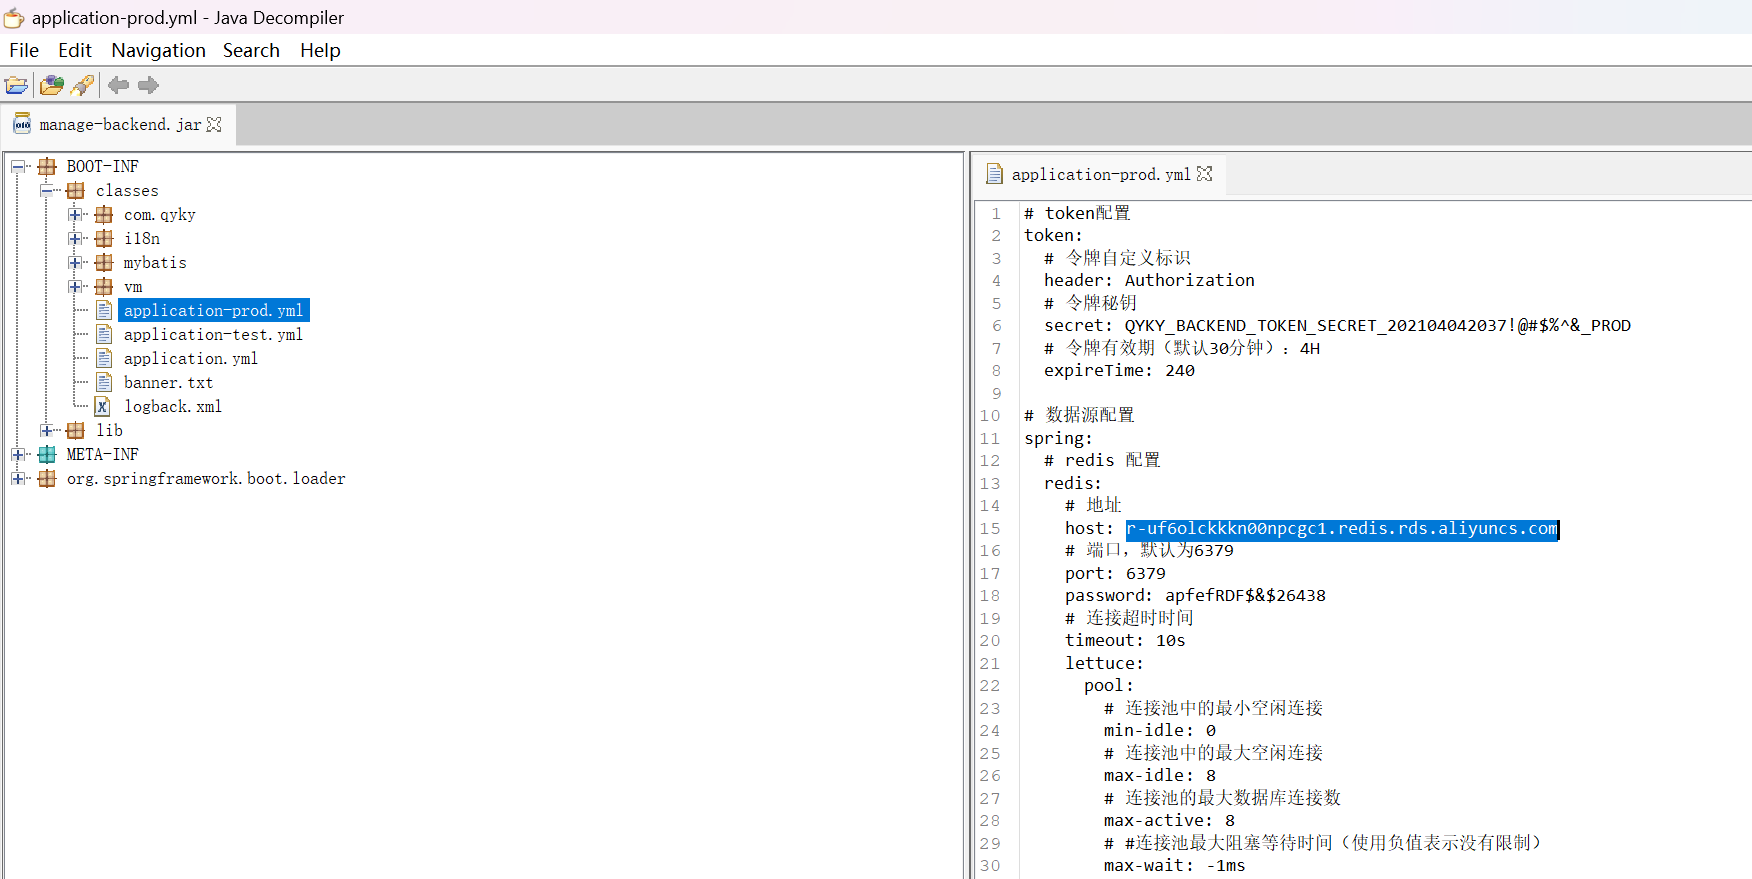 application-prod.yml - Java Decompiler
File Edit Navigation Search Help
manage-backend.jar
BOOT-INF
classes
com.qyky
i18n
mybatis
vm
application-prod.yml
application-test.yml
application.yml
banner.txt
logback.xml
lib
META-INF
org.springframework.boot.loader
application-prod.yml
1 # token配置
2 token:
3 # 令牌自定义标识
4 header: Authorization
5 # 令牌秘钥
6 secret: QYKY_BACKEND_TOKEN_SECRET_202104042037!@#$%^&_PROD
7 # 令牌有效期（默认30分钟）：4H
8 expireTime: 240
9
10 # 数据源配置
11 spring:
12 # redis 配置
13 redis:
14 # 地址
15 host: r-uf6olckkkn00npcgc1.redis.rds.aliyuncs.com
16 # 端口，默认为6379
17 port: 6379
18 password: apfefRDF$&$26438
19 # 连接超时时间
20 timeout: 10s
21 lettuce:
22 pool:
23 # 连接池中的最小空闲连接
24 min-idle: 0
25 # 连接池中的最大空闲连接
26 max-idle: 8
27 # 连接池的最大数据库连接数
28 max-active: 8
29 # #连接池最大阻塞等待时间（使用负值表示没有限制）
30 max-wait: -1ms